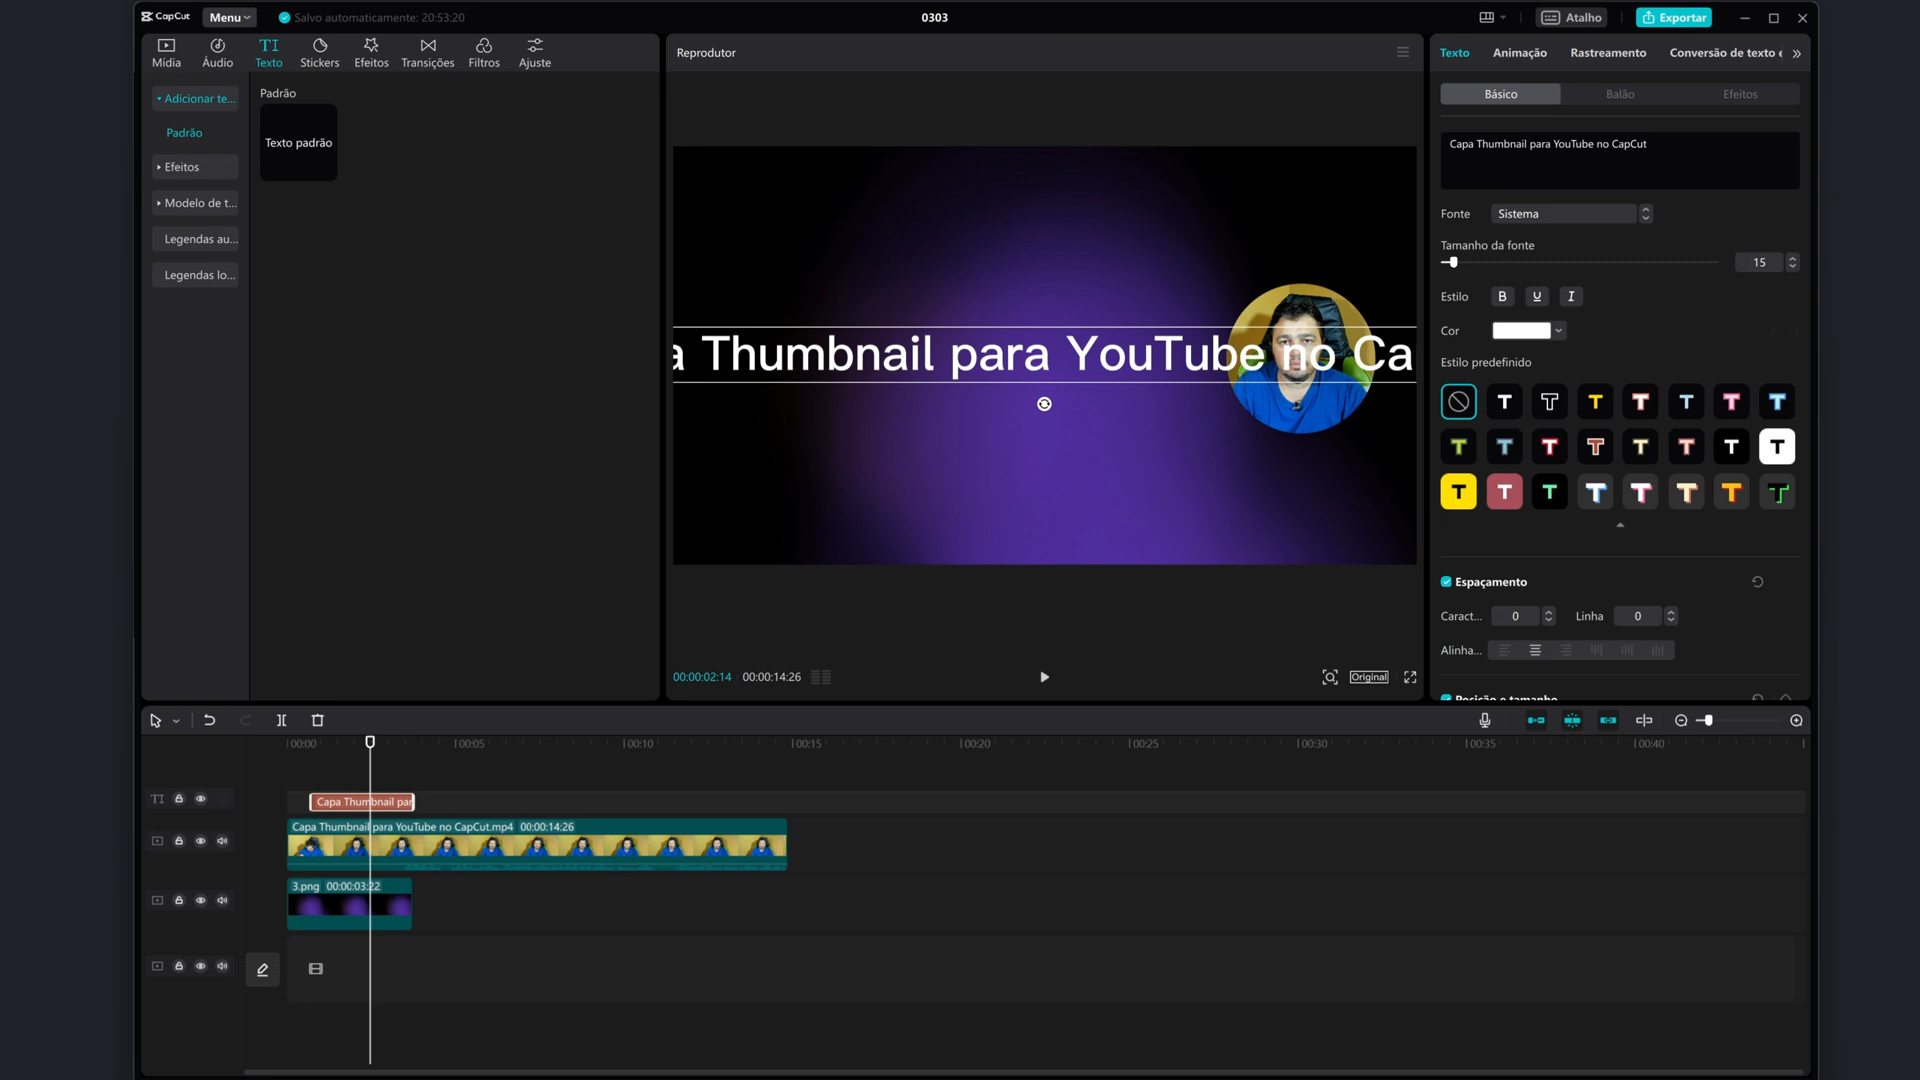 CapCut Menu Salvo automaticamente: 20:53:20 0303 Atalho Exportar
Mídia Áudio Texto Stickers Efeitos Transições Filtros Ajuste
Adicionar te...
Padrão
Efeitos
Modelo de t...
Legendas au...
Legendas lo...
Padrão
Texto padrão
Reprodutor
a Thumbnail para YouTube no Ca
00:00:02:14 00:00:14:26 Original
Texto Animação Rastreamento Conversão de texto e
Básico Balão Efeitos
Capa Thumbnail para YouTube no CapCut
Fonte Sistema
Tamanho da fonte
15
Estilo B U I
Cor
Estilo predefinido
T T T T T T T
T T T T T T T T
T T T T T T T T
Espaçamento
Caract... 0 Linha 0
Alinha...
Posição e tamanho
00:00 00:05 00:10 00:15 00:20 00:25 00:30 00:35 00:40
TI
Capa Thumbnail par
Capa Thumbnail para YouTube no CapCut.mp4 00:00:14:26
3.png 00:00:03:22